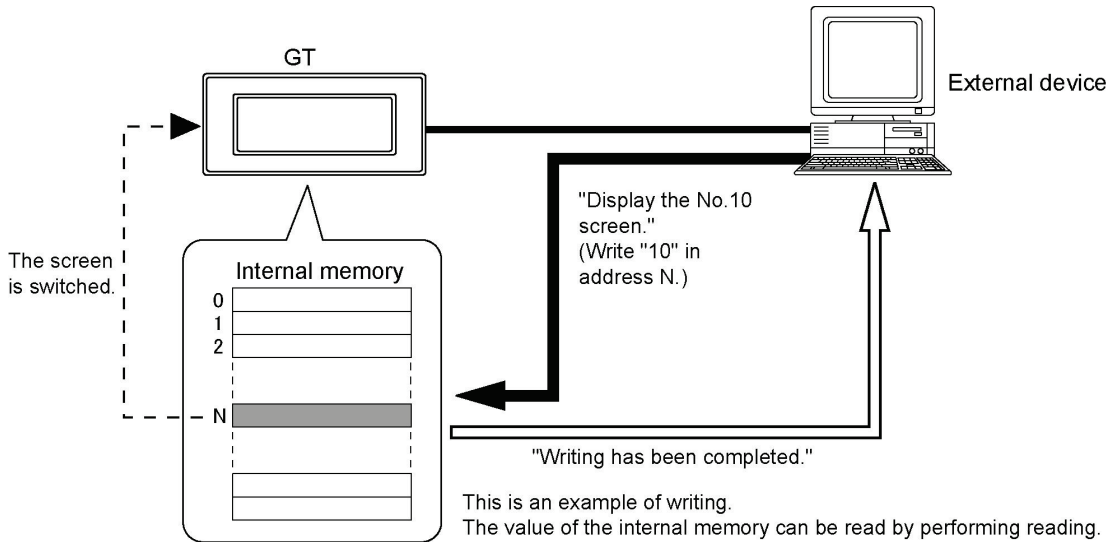 GT
External device
"Display the No.10
screen."
(Write "10" in
address N.)
The screen
is switched.
Internal memory
0
1
2
N
"Writing has been completed."
This is an example of writing.
The value of the internal memory can be read by performing reading.